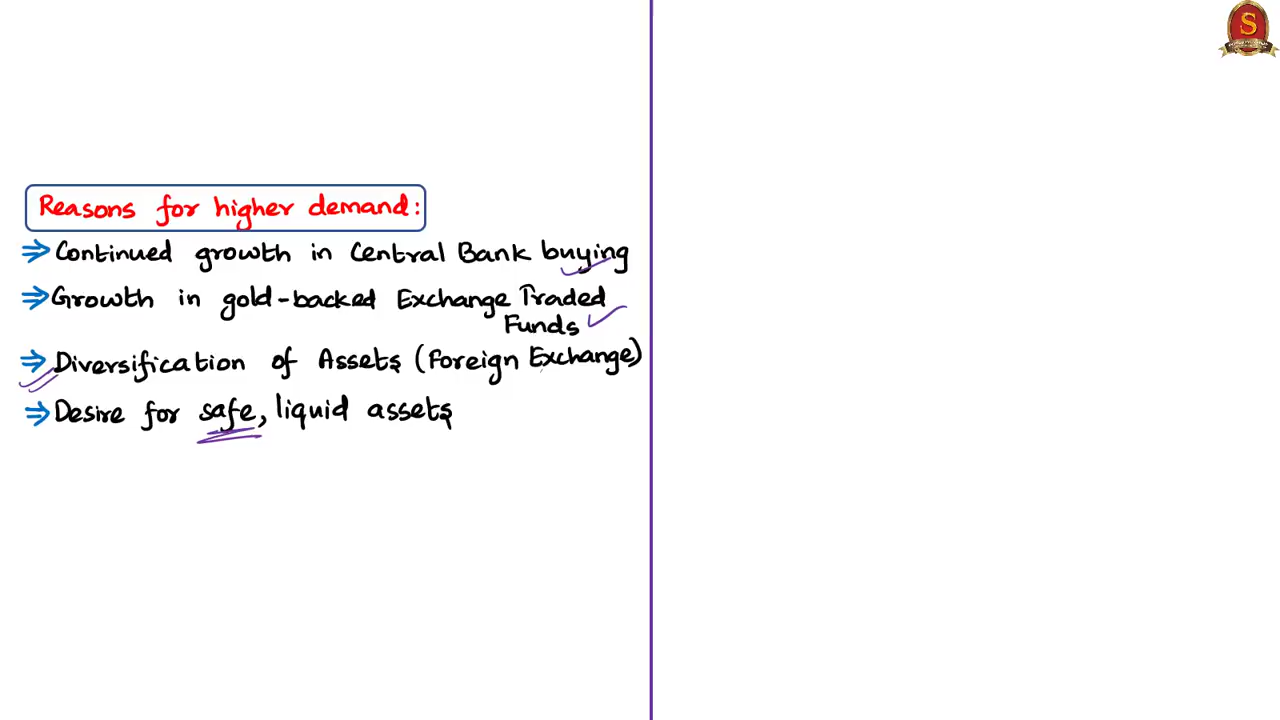 Reasons for higher demand:
⇒ Continued growth in Central Bank buying
⇒ Growth in gold-backed Exchange Traded
Funds
⇒ Diversification of Assets (Foreign Exchange)
⇒ Desire for safe, liquid assets
S